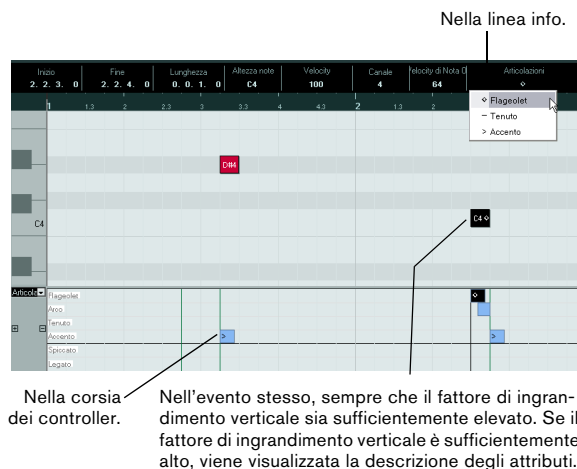 Nella linea info.
Inizio Fine Lunghezza Altezza note Velocity Canale Velocity di Nota D Articolazioni
2. 2. 3. 0 2. 2. 4. 0 0. 0. 1. 0 C4 100 4 64
1 1.3 2 2.3 3 3.3 4 4.3 2 1.3 2
Flageolet
Tenuto
Accento
D#4
C4
C4
Articola
Flageolet
Arco
Tenuto
Accento
Spiccato
Legato
Nella corsia
dei controller.
Nell'evento stesso, sempre che il fattore di ingran-
dimento verticale sia sufficientemente elevato. Se il
fattore di ingrandimento verticale è sufficientemente
alto, viene visualizzata la descrizione degli attributi.